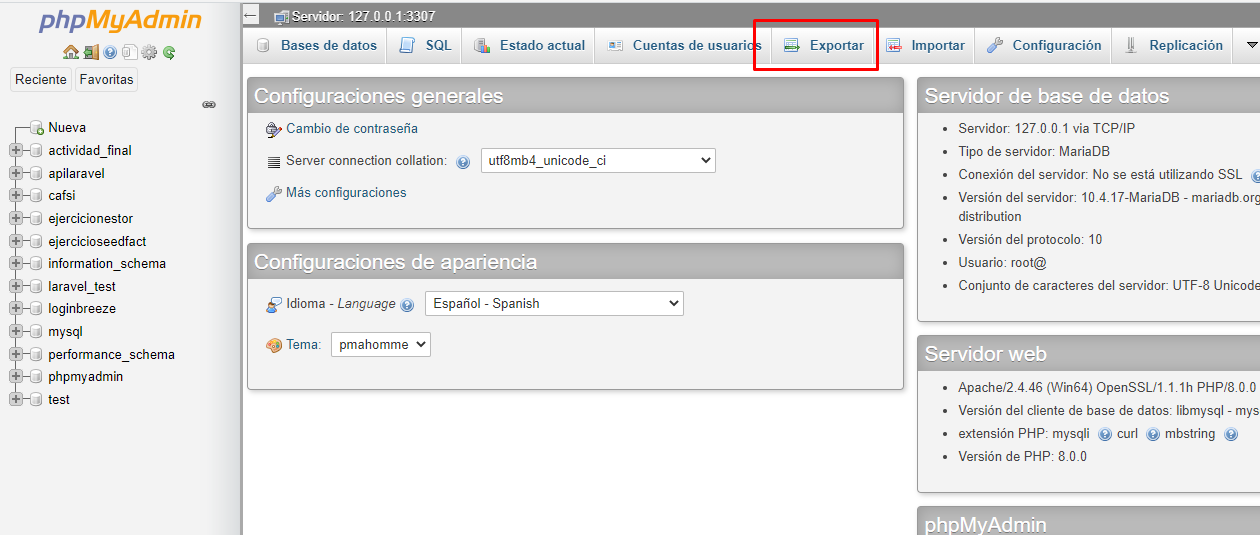 phpMyAdmin
Reciente Favoritas
Nueva
actividad_final
apilaravel
cafsi
ejercicionestor
ejercicioseedfact
information_schema
laravel_test
loginbreeze
mysql
performance_schema
phpmyadmin
test
Servidor: 127.0.0.1:3307
Bases de datos SQL Estado actual Cuentas de usuarios Exportar Importar Configuración Replicación
Configuraciones generales
Cambio de contraseña
Server connection collation: utf8mb4_unicode_ci
Más configuraciones
Configuraciones de apariencia
Idioma - Language Español - Spanish
Tema: pmahomme
Servidor de base de datos
• Servidor: 127.0.0.1 via TCP/IP
• Tipo de servidor: MariaDB
• Conexión del servidor: No se está utilizando SSL
• Versión del servidor: 10.4.17-MariaDB - mariadb.org
distribution
• Versión del protocolo: 10
• Usuario: root@
• Conjunto de caracteres del servidor: UTF-8 Unicode
Servidor web
• Apache/2.4.46 (Win64) OpenSSL/1.1.1h PHP/8.0.0
• Versión del cliente de base de datos: libmysql - mys
• extensión PHP: mysqli curl mbstring
• Versión de PHP: 8.0.0
phpMyAdmin